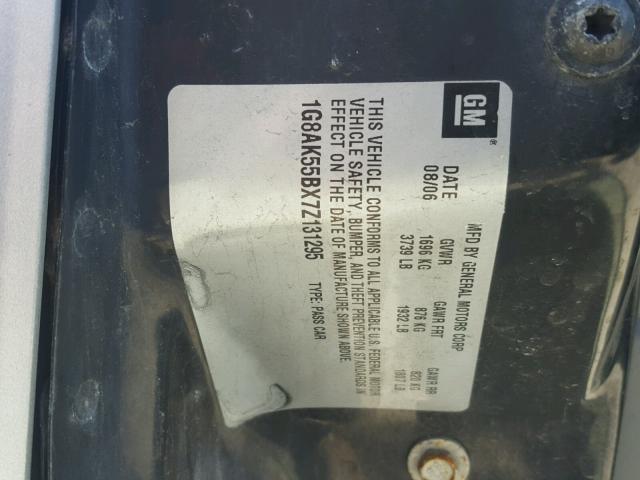 GM
®
MFD BY GENERAL MOTORS CORP
DATE GVWR GAWR FRT GAWR RR
08/06 1696 KG 876 KG 820 KG
3739 LB 1932 LB 1807 LB
THIS VEHICLE CONFORMS TO ALL APPLICABLE U.S. FEDERAL MOTOR
VEHICLE SAFETY, BUMPER, AND THEFT PREVENTION STANDARDS IN
EFFECT ON THE DATE OF MANUFACTURE SHOWN ABOVE.
1G8AK55BX7Z131295 TYPE: PASS CAR